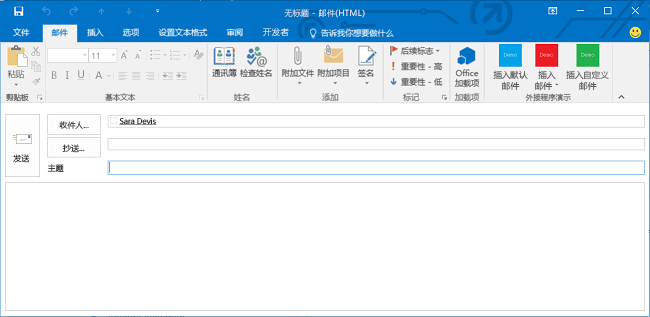 无标题 - 邮件(HTML)
文件 邮件 插入 选项 设置文本格式 审阅 开发者 告诉我你想要做什么
粘贴
剪贴板
11
B I U A
基本文本
通讯簿 检查姓名
姓名
附加文件 附加项目 签名
添加
后续标志
重要性 - 高
重要性 - 低
标记
Office
加载项
加载项
Demo Demo Demo
插入默认 插入 插入自定义
邮件 邮件 邮件
外接程序演示
发送
收件人... Sara Devis
抄送...
主题